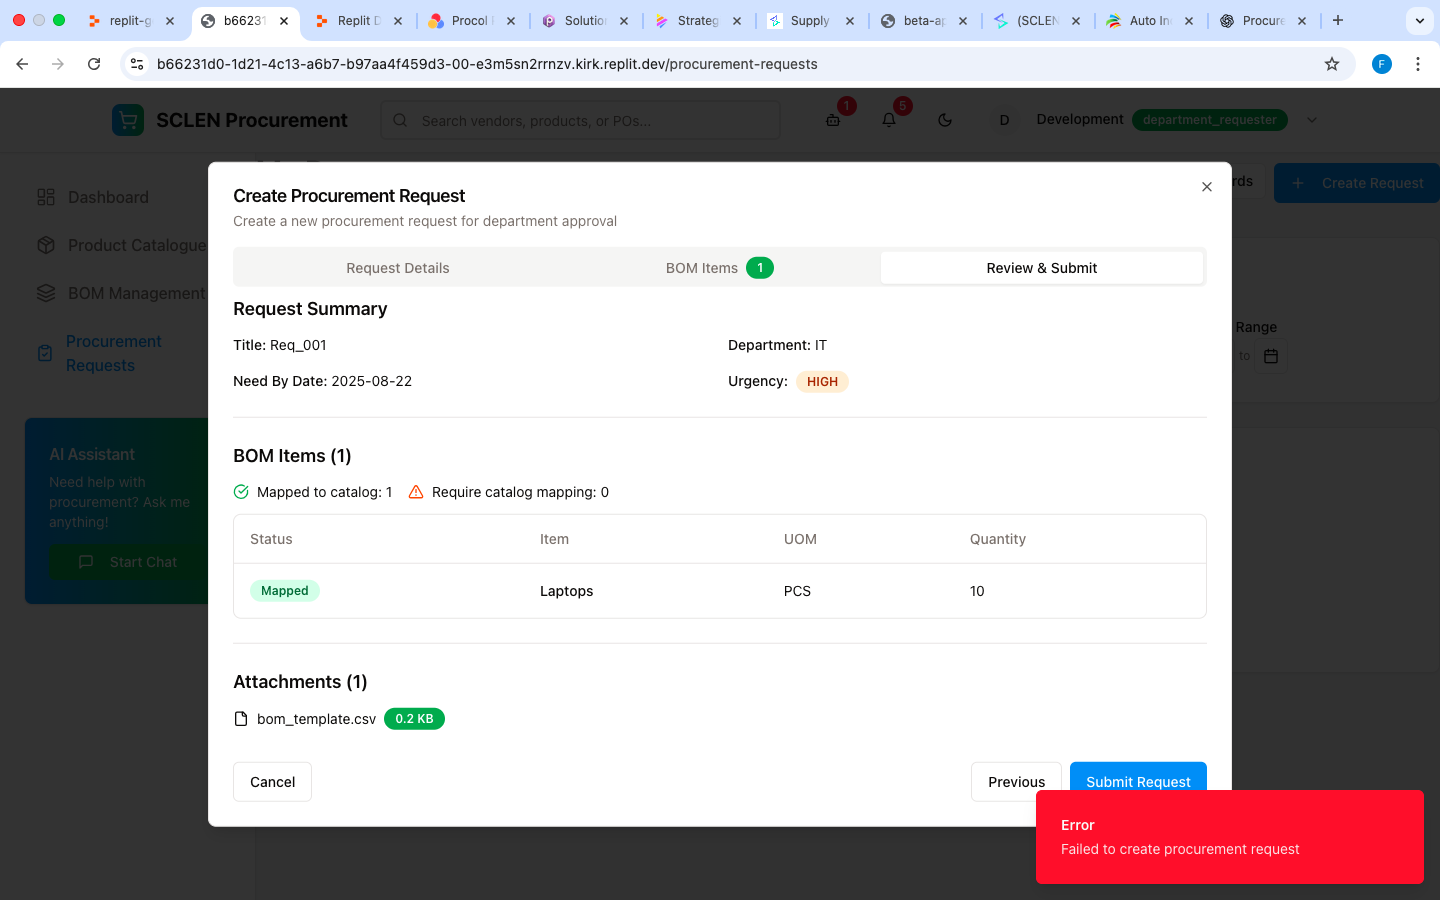 replit-g
b66231
Replit D
Procol
Solution
Strateg
Supply
beta-ap
(SCLEN
Auto In
Procure
b66231d0-1d21-4c13-a6b7-b97aa4f459d3-00-e3m5sn2rrnzv.kirk.replit.dev/procurement-requests
F
SCLEN Procurement
Search vendors, products, or POs...
1
5
D
Development
department_requester
Dashboard
Product Catalogue
BOM Management
Procurement
Requests
AI Assistant
Need help with
procurement? Ask me
anything!
Start Chat
rds
Create Request
Range
to
Create Procurement Request
Create a new procurement request for department approval
Request Details
BOM Items 1
Review & Submit
Request Summary
Title: Req_001
Department: IT
Need By Date: 2025-08-22
Urgency: HIGH
BOM Items (1)
Mapped to catalog: 1
Require catalog mapping: 0
Status Item UOM Quantity
Mapped Laptops PCS 10
Attachments (1)
bom_template.csv 0.2 KB
Cancel
Previous
Submit Request
Error
Failed to create procurement request